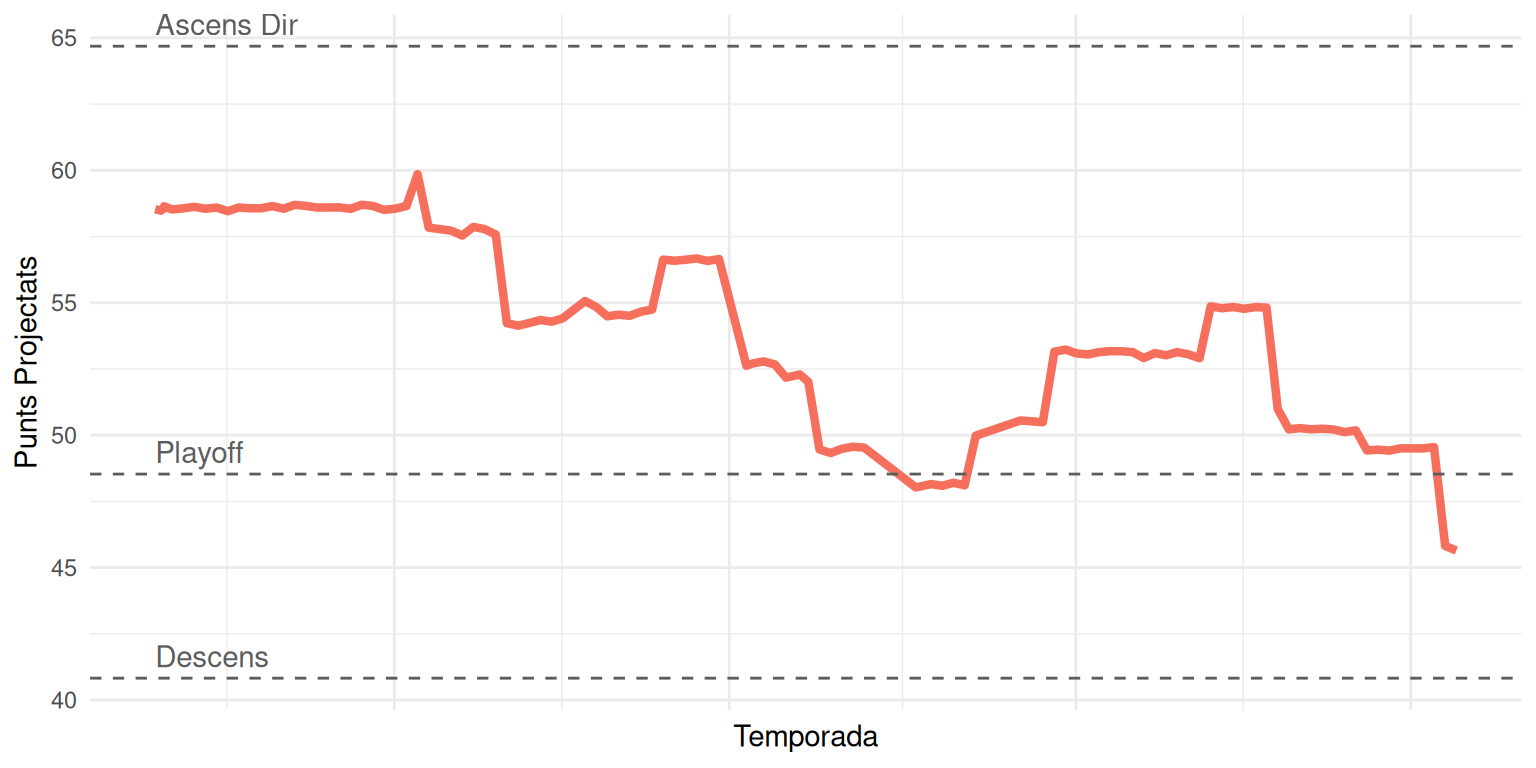 Ascens Dir
65
60
55
50
45
40
Playoff
Descens
Punts Projectats
Temporada